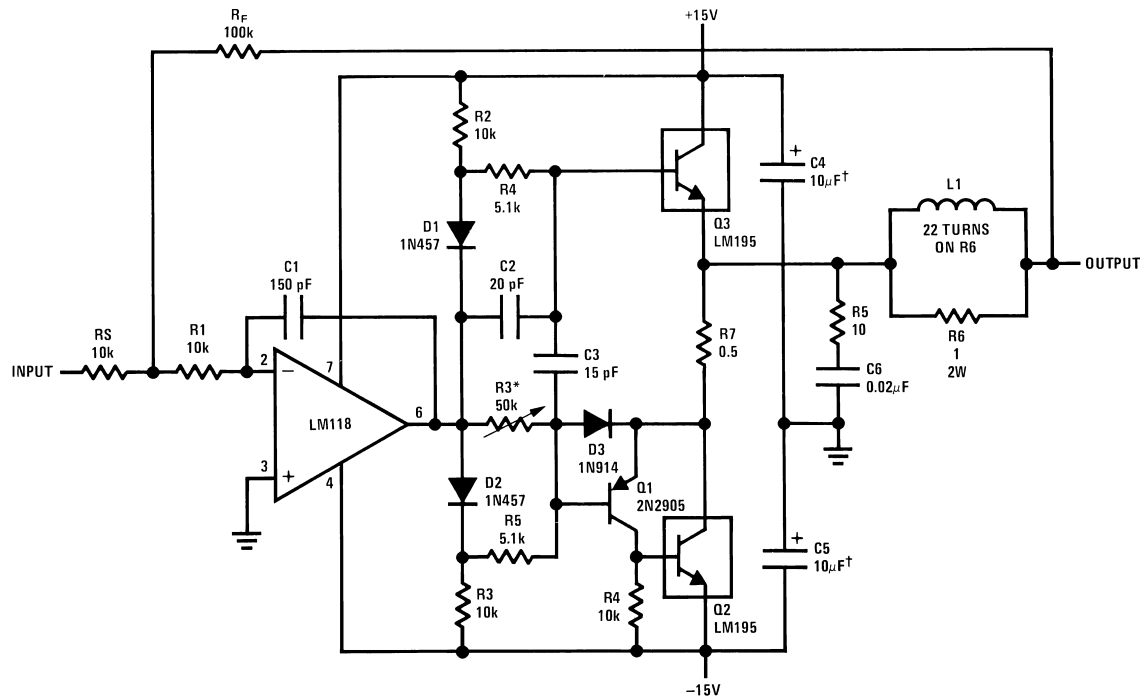 +15V
RF
100k
R2
10k
R4
5.1k
C4
10µF†
+
L1
22 TURNS
ON R6
D1
1N457
Q3
LM195
OUTPUT
C1
150 pF
C2
20 pF
R5
10
R6
1
2W
RS
10k
R1
10k
R7
0.5
C3
15 pF
C6
0.02µF
INPUT
2
−
7
LM118
6
R3*
50k
3
+
4
D3
1N914
D2
1N457
Q1
2N2905
R5
5.1k
+
C5
10µF†
R3
10k
R4
10k
Q2
LM195
−15V